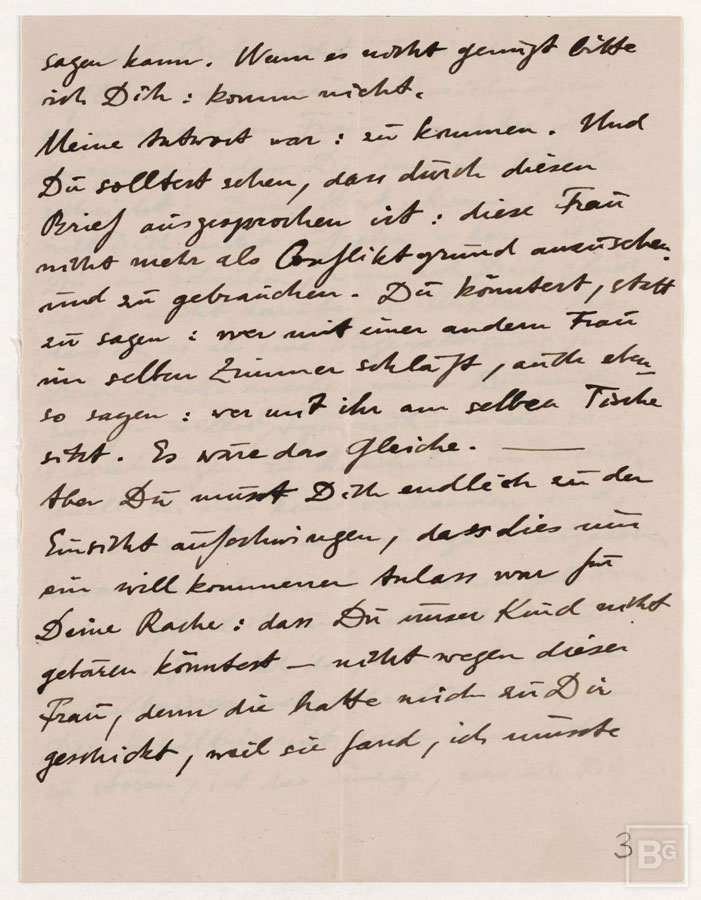 sagen kann. Wenn es nicht genügt bitte
ich Dich: komm nicht.
Meine Antwort war: zu kommen. Und
Du solltest sehen, dass durch diesen
Brief ausgesprochen ist: diese Frau
nicht mehr als Confliktgrund anzusehen
und zu gebrauchen. Du könntest, statt
zu sagen: wer mit einer andern Frau
im selben Zimmer schläft, auch eben
so sagen: wer mit ihr am selben Tische
sitzt. Es wäre das Gleiche. ——
Aber Du musst Dich endlich zu der
Einsicht aufschwingen, dass dies nur
ein willkommener Anlass war für
Deine Rache: dass Du unser Kind nicht
gebären könntest — nicht wegen dieser
Frau, denn die hatte mich zu Dir
geschickt, weil sie fand, ich müsste
3
BG